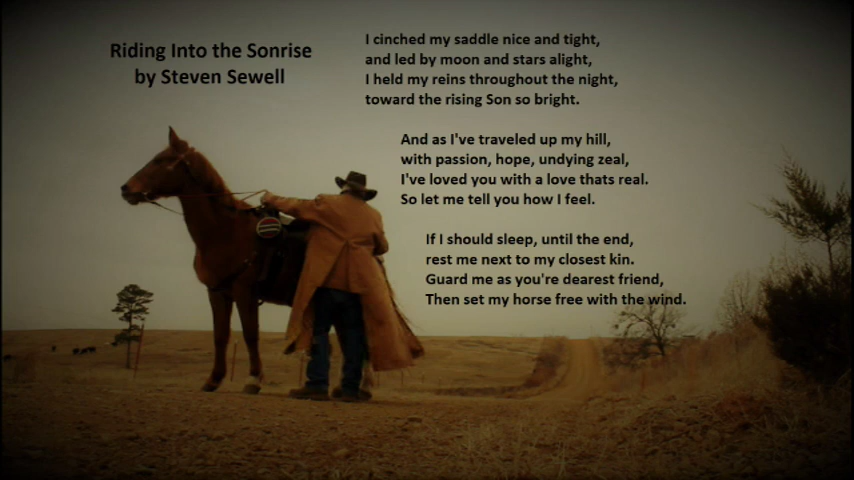 Riding Into the Sonrise
by Steven Sewell
I cinched my saddle nice and tight,
and led by moon and stars alight,
I held my reins throughout the night,
toward the rising Son so bright.
And as I've traveled up my hill,
with passion, hope, undying zeal,
I've loved you with a love thats real.
So let me tell you how I feel.
If I should sleep, until the end,
rest me next to my closest kin.
Guard me as you're dearest friend,
Then set my horse free with the wind.